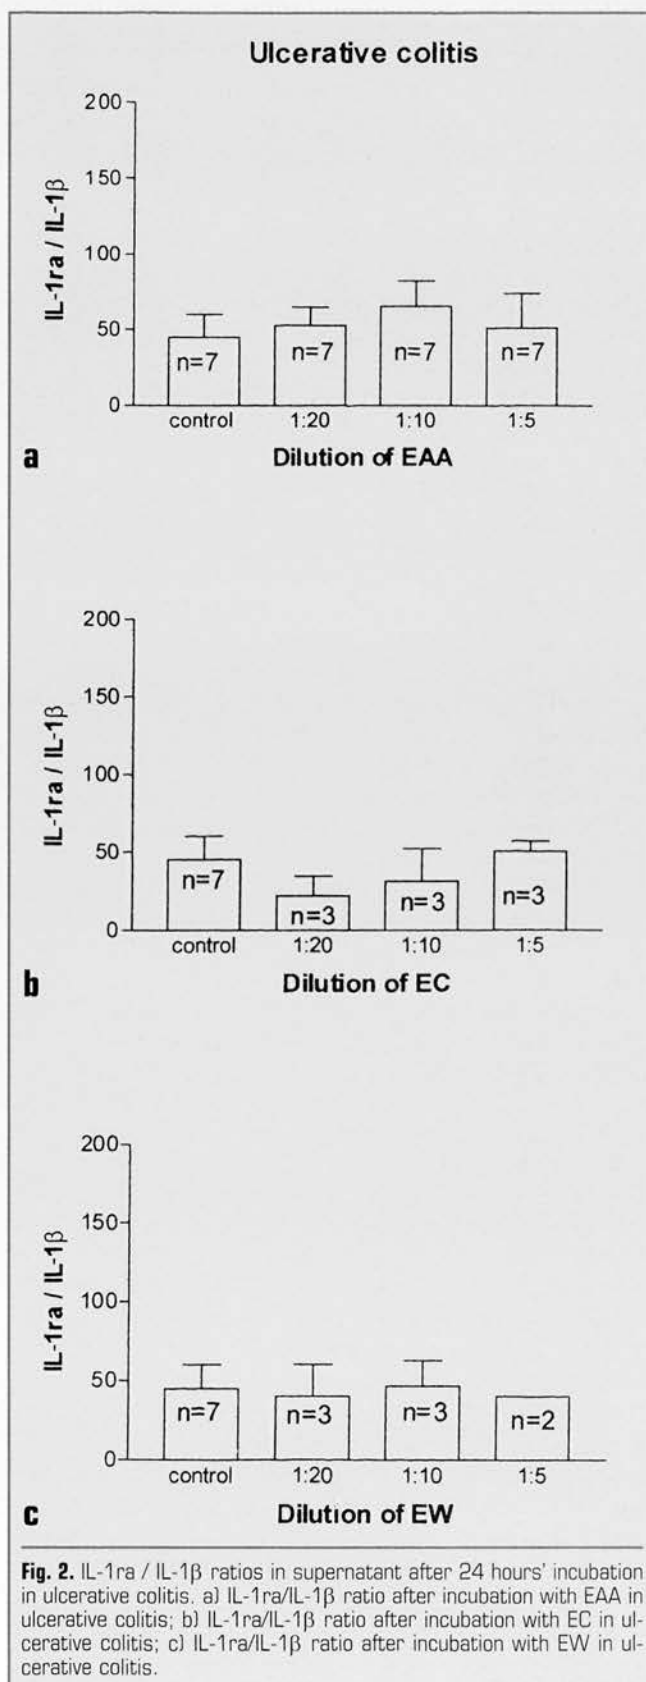 Ulcerative colitis
200
150
100
50
0
IL-1ra / IL-1β
n=7
n=7
n=7
n=7
control 1:20 1:10 1:5
a Dilution of EAA
200
150
100
50
0
IL-1ra / IL-1β
n=7
n=3
n=3
n=3
control 1:20 1:10 1:5
b Dilution of EC
200
150
100
50
0
IL-1ra / IL-1β
n=7
n=3
n=3
n=2
control 1:20 1:10 1:5
c Dilution of EW
Fig. 2. IL-1ra / IL-1β ratios in supernatant after 24 hours' incubation
in ulcerative colitis. a) IL-1ra/IL-1β ratio after incubation with EAA in
ulcerative colitis; b) IL-1ra/IL-1β ratio after incubation with EC in ul-
cerative colitis; c) IL-1ra/IL-1β ratio after incubation with EW in ul-
cerative colitis.